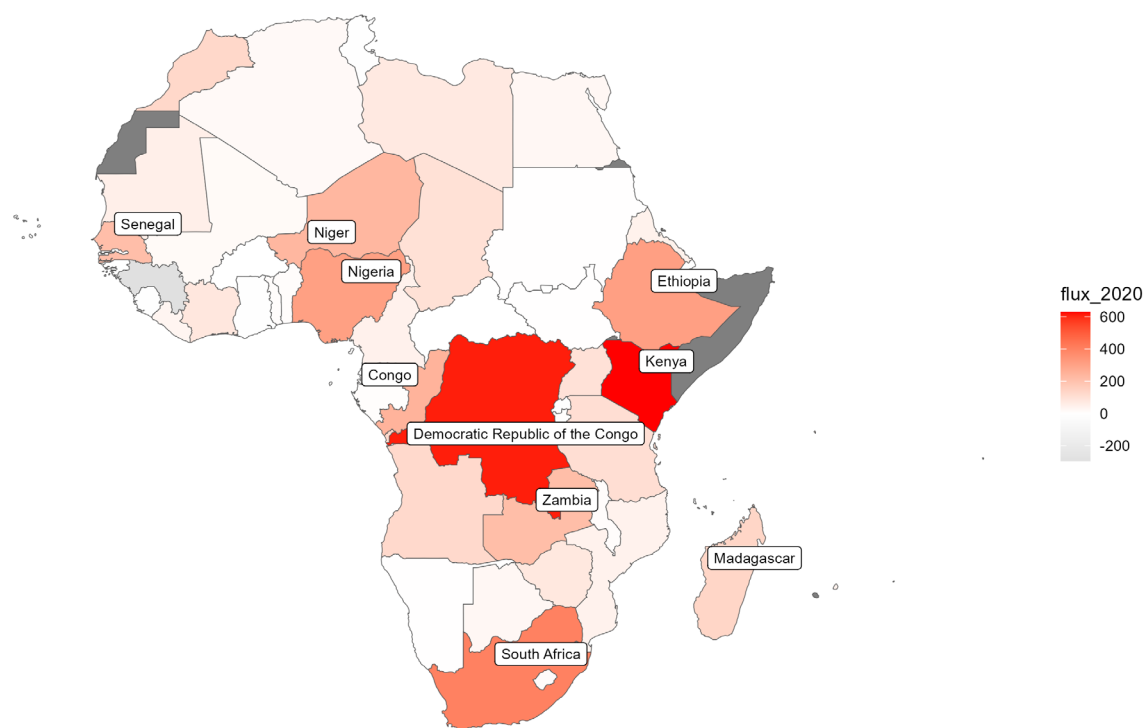 Senegal
Niger
Nigeria
Ethiopia
flux_2020
600
400
200
0
-200
Kenya
Congo
Democratic Republic of the Congo
Zambia
Madagascar
South Africa